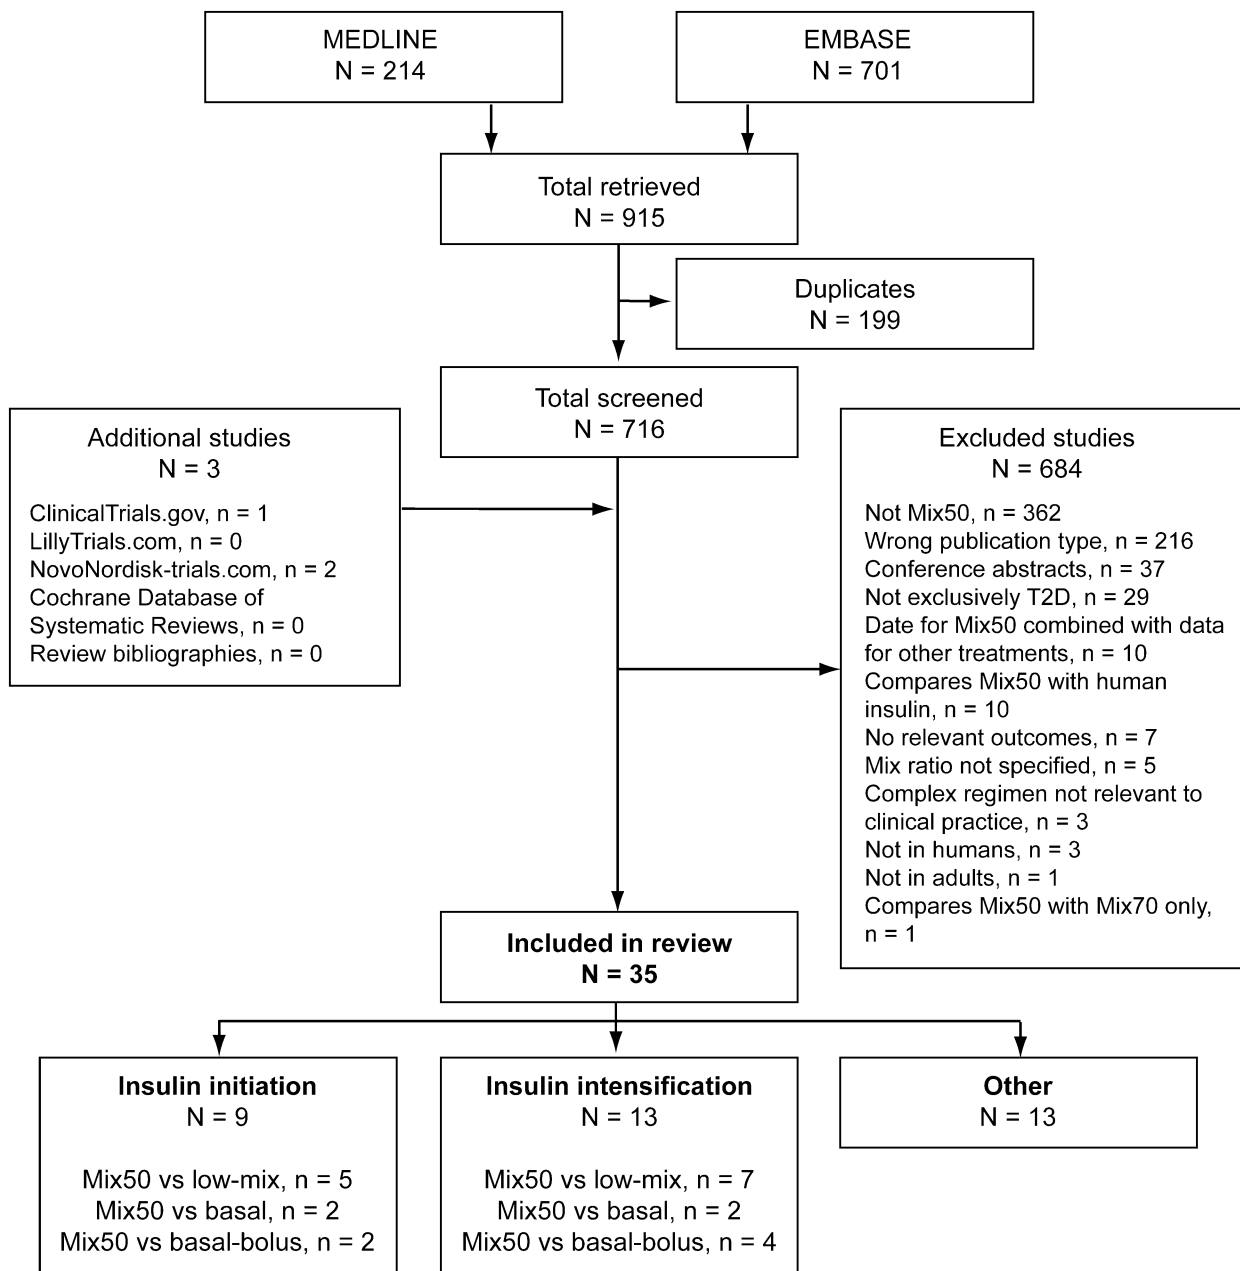 MEDLINE
N = 214
EMBASE
N = 701
Total retrieved
N = 915
Duplicates
N = 199
Total screened
N = 716
Additional studies
N = 3
ClinicalTrials.gov, n = 1
LillyTrials.com, n = 0
NovoNordisk-trials.com, n = 2
Cochrane Database of
Systematic Reviews, n = 0
Review bibliographies, n = 0
Excluded studies
N = 684
Not Mix50, n = 362
Wrong publication type, n = 216
Conference abstracts, n = 37
Not exclusively T2D, n = 29
Date for Mix50 combined with data
for other treatments, n = 10
Compares Mix50 with human
insulin, n = 10
No relevant outcomes, n = 7
Mix ratio not specified, n = 5
Complex regimen not relevant to
clinical practice, n = 3
Not in humans, n = 3
Not in adults, n = 1
Compares Mix50 with Mix70 only,
n = 1
Included in review
N = 35
Insulin initiation
N = 9
Mix50 vs low-mix, n = 5
Mix50 vs basal, n = 2
Mix50 vs basal-bolus, n = 2
Insulin intensification
N = 13
Mix50 vs low-mix, n = 7
Mix50 vs basal, n = 2
Mix50 vs basal-bolus, n = 4
Other
N = 13